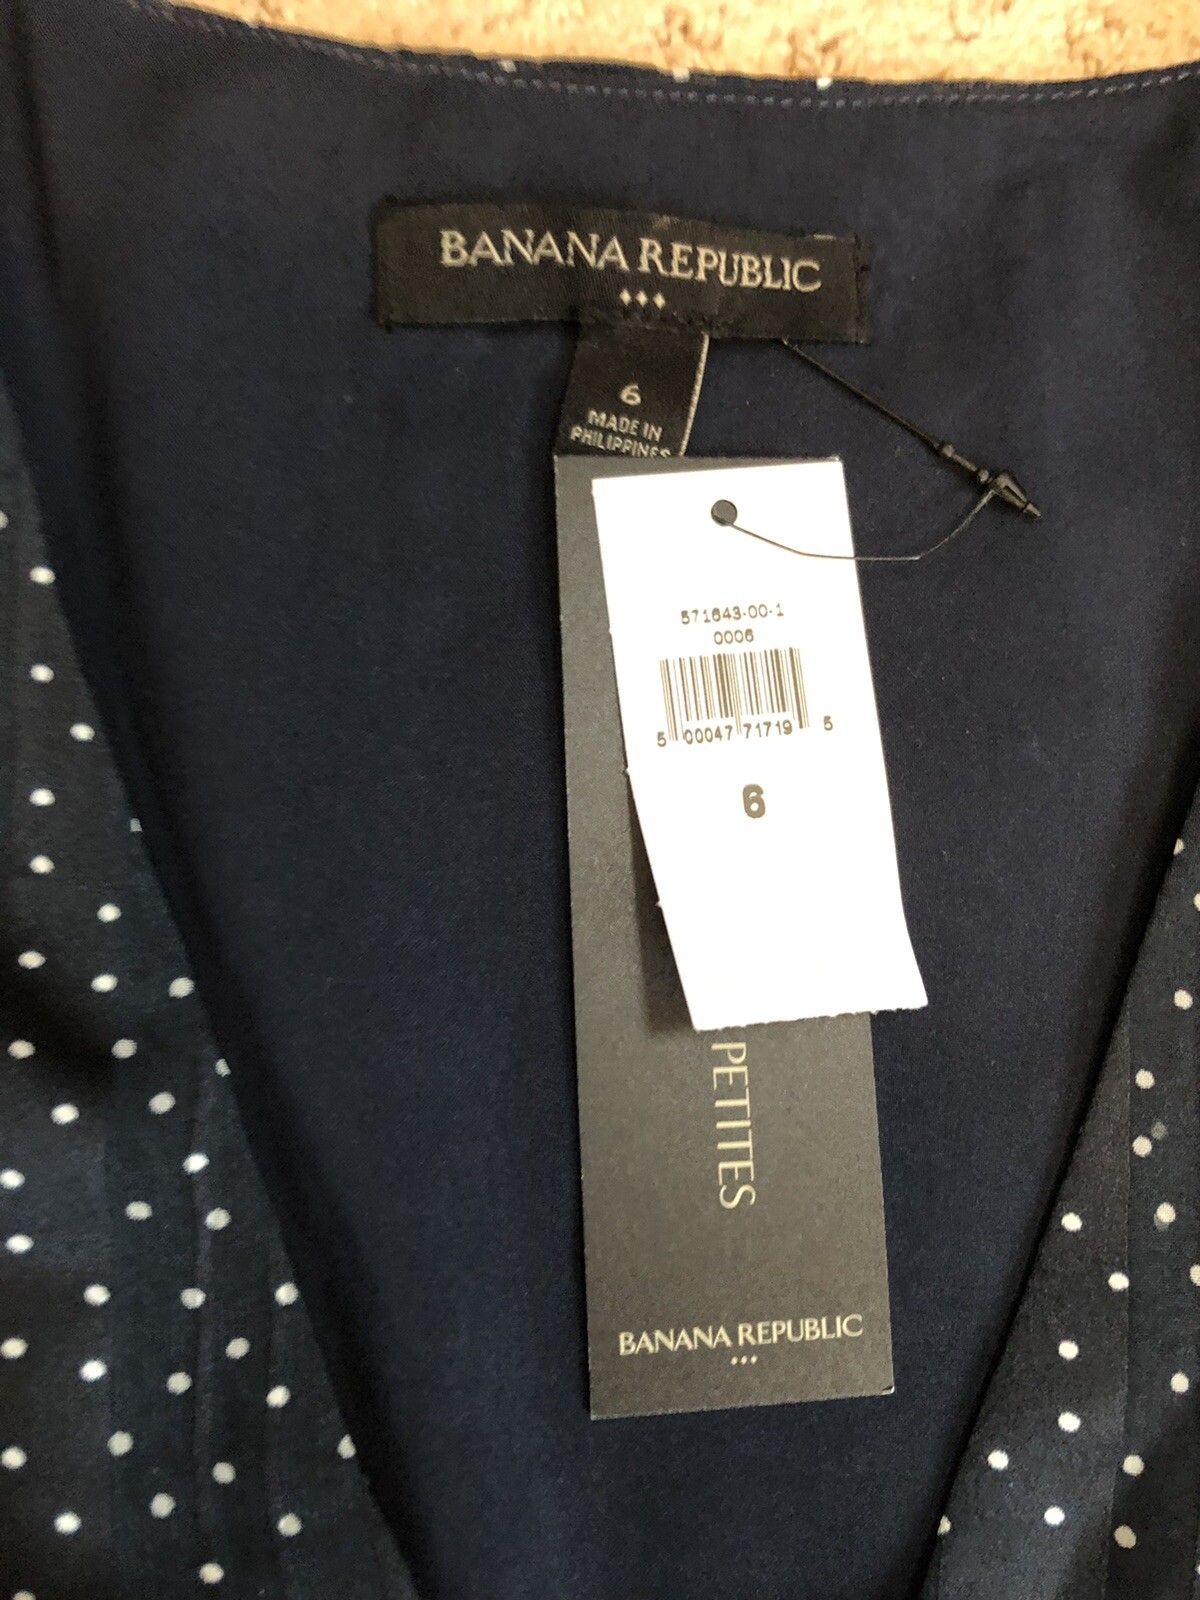 BANANA REPUBLIC
6
MADE IN
PHILIPPINES
571643-00-1
0006
5 00047 71719 5
6
PETITES
BANANA REPUBLIC